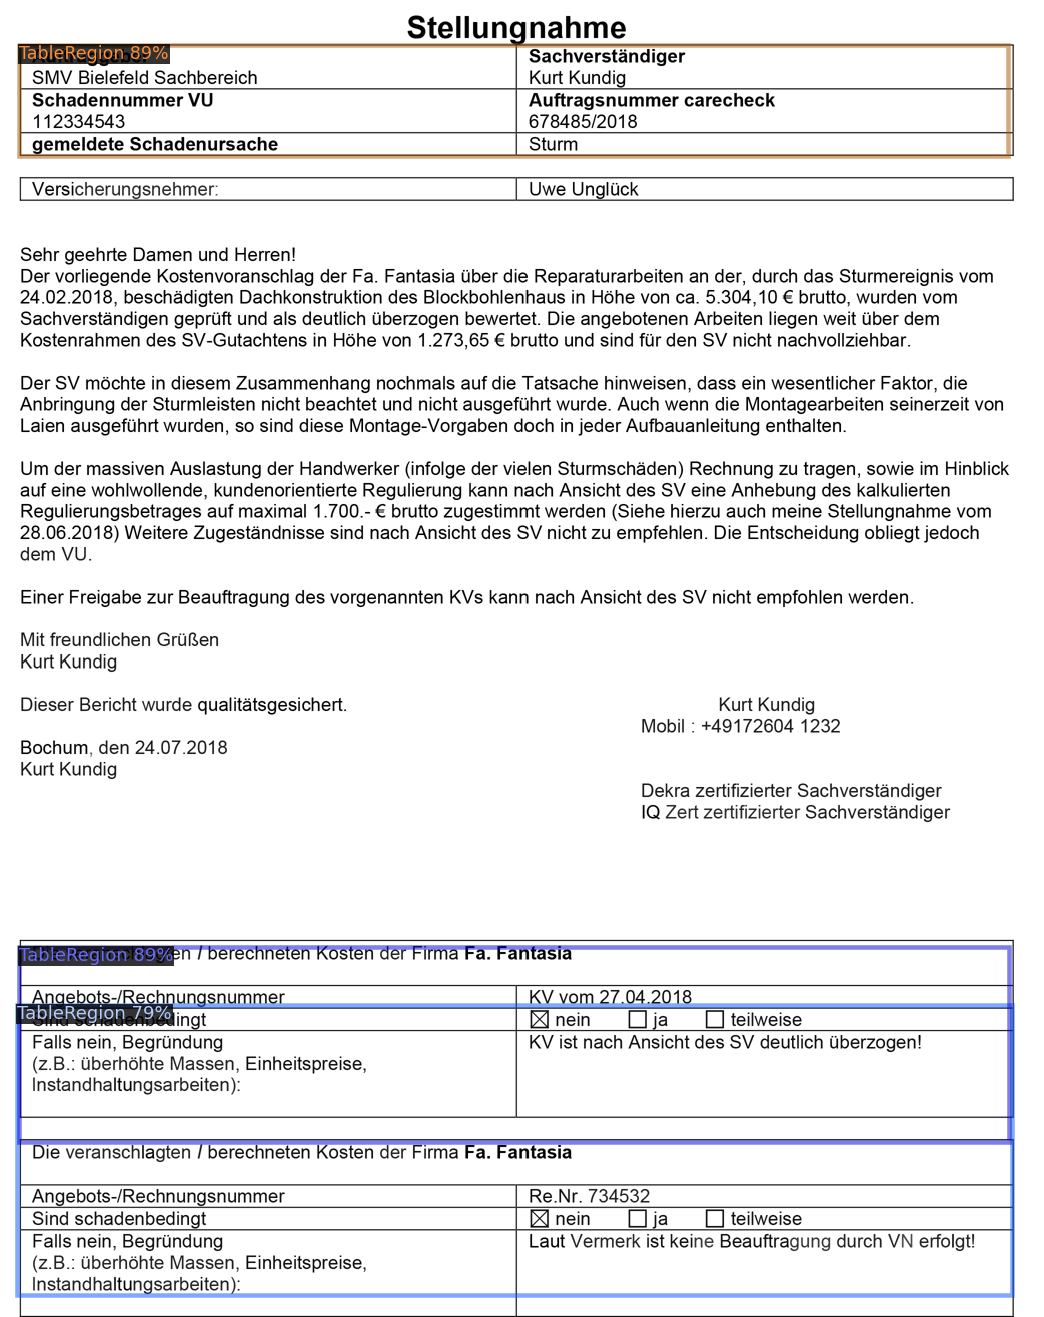 Stellungnahme
TableRegion 89%
Sachverständiger
SMV Bielefeld Sachbereich
Kurt Kundig
Schadennummer VU
Auftragsnummer carecheck
112334543
678485/2018
gemeldete Schadenursache
Sturm
Versicherungsnehmer:
Uwe Unglück
Sehr geehrte Damen und Herren!
Der vorliegende Kostenvoranschlag der Fa. Fantasia über die Reparaturarbeiten an der, durch das Sturmereignis vom
24.02.2018, beschädigten Dachkonstruktion des Blockbohlenhaus in Höhe von ca. 5.304,10 € brutto, wurden vom
Sachverständigen geprüft und als deutlich überzogen bewertet. Die angebotenen Arbeiten liegen weit über dem
Kostenrahmen des SV-Gutachtens in Höhe von 1.273,65 € brutto und sind für den SV nicht nachvollziehbar.
Der SV möchte in diesem Zusammenhang nochmals auf die Tatsache hinweisen, dass ein wesentlicher Faktor, die
Anbringung der Sturmleisten nicht beachtet und nicht ausgeführt wurde. Auch wenn die Montagearbeiten seinerzeit von
Laien ausgeführt wurden, so sind diese Montage-Vorgaben doch in jeder Aufbauanleitung enthalten.
Um der massiven Auslastung der Handwerker (infolge der vielen Sturmschäden) Rechnung zu tragen, sowie im Hinblick
auf eine wohlwollende, kundenorientierte Regulierung kann nach Ansicht des SV eine Anhebung des kalkulierten
Regulierungsbetrages auf maximal 1.700.- € brutto zugestimmt werden (Siehe hierzu auch meine Stellungnahme vom
28.06.2018) Weitere Zugeständnisse sind nach Ansicht des SV nicht zu empfehlen. Die Entscheidung obliegt jedoch
dem VU.
Einer Freigabe zur Beauftragung des vorgenannten KVs kann nach Ansicht des SV nicht empfohlen werden.
Mit freundlichen Grüßen
Kurt Kundig
Dieser Bericht wurde qualitätsgesichert.
Kurt Kundig
Mobil : +49172604 1232
Bochum, den 24.07.2018
Kurt Kundig
Dekra zertifizierter Sachverständiger
IQ Zert zertifizierter Sachverständiger
TableRegion 89%
/ berechneten Kosten der Firma Fa. Fantasia
Angebots-/Rechnungsnummer
KV vom 27.04.2018
TableRegion 79%
Sind schadenbedingt
☒ nein ☐ ja ☐ teilweise
Falls nein, Begründung
KV ist nach Ansicht des SV deutlich überzogen!
(z.B.: überhöhte Massen, Einheitspreise,
Instandhaltungsarbeiten):
Die veranschlagten / berechneten Kosten der Firma Fa. Fantasia
Angebots-/Rechnungsnummer
Re.Nr. 734532
Sind schadenbedingt
☒ nein ☐ ja ☐ teilweise
Falls nein, Begründung
Laut Vermerk ist keine Beauftragung durch VN erfolgt!
(z.B.: überhöhte Massen, Einheitspreise,
Instandhaltungsarbeiten):